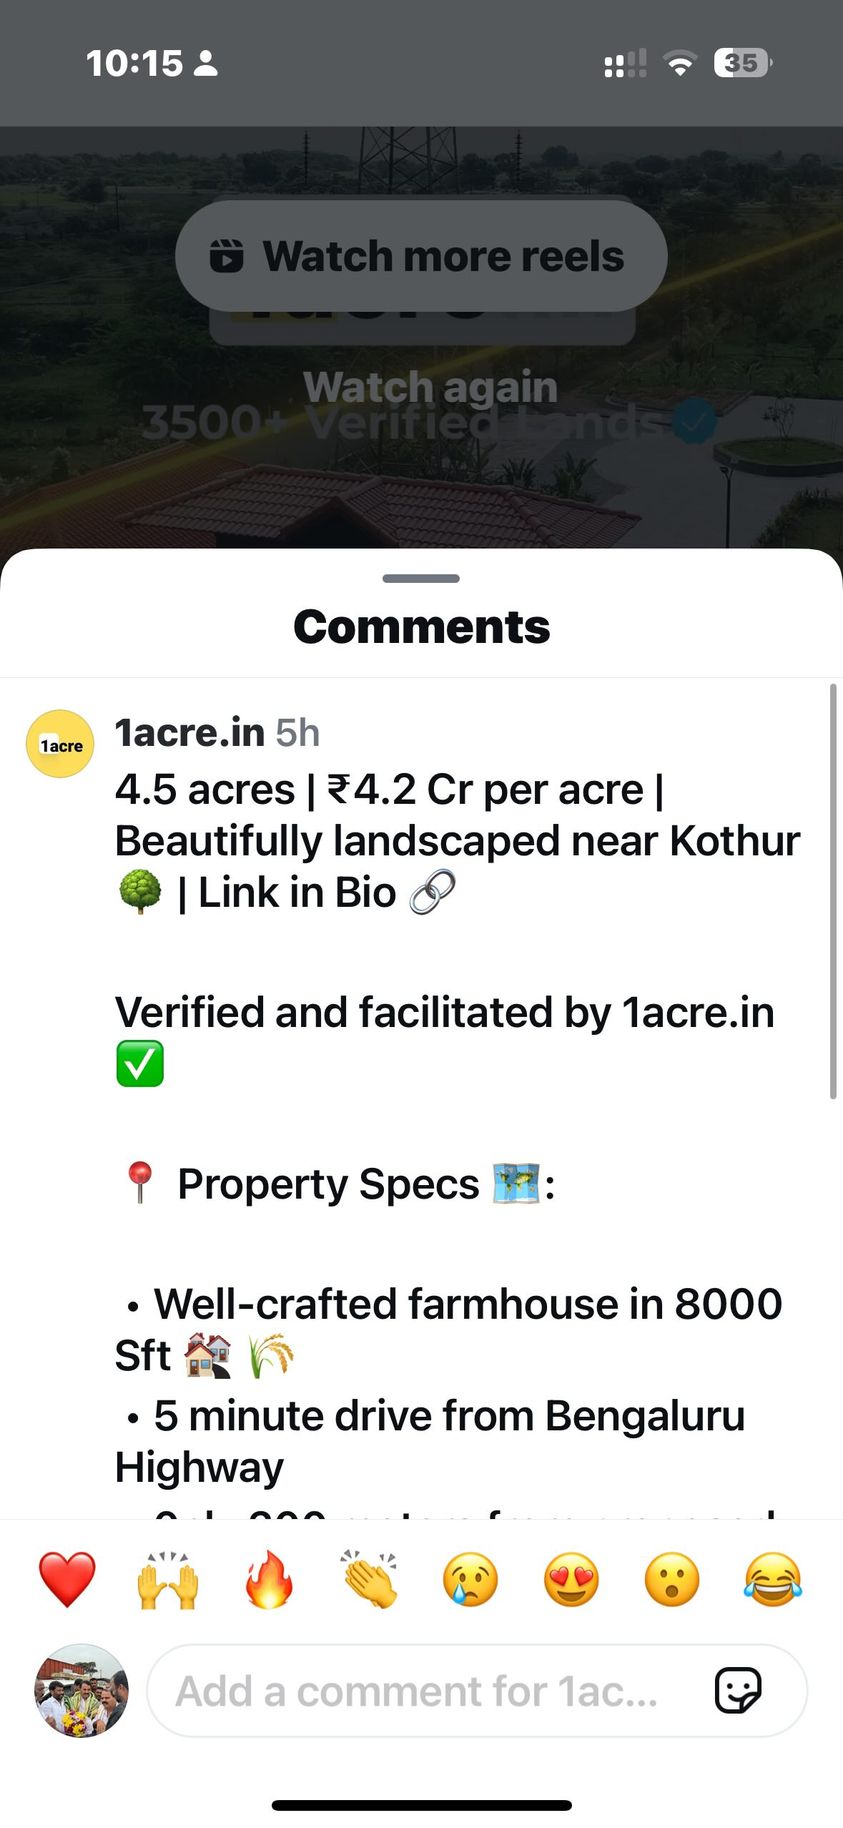 10:15
35
Watch more reels
Watch again
3500+ Verified Lands
Comments
1acre
1acre.in 5h
4.5 acres | ₹4.2 Cr per acre |
Beautifully landscaped near Kothur
🌳 | Link in Bio 🔗
Verified and facilitated by 1acre.in
✅
📍 Property Specs 🗺️:
• Well-crafted farmhouse in 8000
Sft 🏘️ 🌾
• 5 minute drive from Bengaluru
Highway
❤️ 🙌 🔥 👏 😢 😍 😮 😂
Add a comment for 1ac...